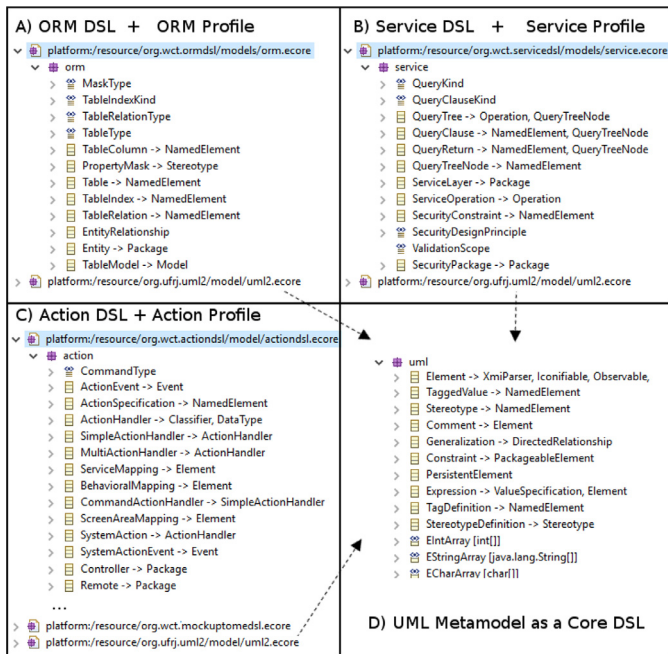 A) ORM DSL + ORM Profile
platform:/resource/org.wct.ormdsl/models/orm.ecore
orm
MaskType
TableIndexKind
TableRelationType
TableType
TableColumn -> NamedElement
PropertyMask -> Stereotype
Table -> NamedElement
TableIndex -> NamedElement
TableRelation -> NamedElement
EntityRelationship
Entity -> Package
TableModel -> Model
platform:/resource/org.ufrj.uml2/model/uml2.ecore
B) Service DSL + Service Profile
platform:/resource/org.wct.servicedsl/models/service.ecore
service
QueryKind
QueryClauseKind
QueryTree -> Operation, QueryTreeNode
QueryClause -> NamedElement, QueryTreeNode
QueryReturn -> NamedElement, QueryTreeNode
QueryTreeNode -> NamedElement
ServiceLayer -> Package
ServiceOperation -> Operation
SecurityConstraint -> NamedElement
SecurityDesignPrinciple
ValidationScope
SecurityPackage -> Package
platform:/resource/org.ufrj.uml2/model/uml2.ecore
C) Action DSL + Action Profile
platform:/resource/org.wct.actiondsl/model/actiondsl.ecore
action
CommandType
ActionEvent -> Event
ActionSpecification -> NamedElement
ActionHandler -> Classifier, DataType
SimpleActionHandler -> ActionHandler
MultiActionHandler -> ActionHandler
ServiceMapping -> Element
BehavioralMapping -> Element
CommandActionHandler -> SimpleActionHandler
ScreenAreaMapping -> Element
SystemAction -> ActionHandler
SystemActionEvent -> Event
Controller -> Package
Remote -> Package
...
platform:/resource/org.wct.mockuptomedsl.ecore
platform:/resource/org.ufrj.uml2/model/uml2.ecore
uml
Element -> XmiParser, Iconifiable, Observable,
TaggedValue -> NamedElement
Stereotype -> NamedElement
Comment -> Element
Generalization -> DirectedRelationship
Constraint -> PackageableElement
PersistentElement
Expression -> ValueSpecification, Element
TagDefinition -> NamedElement
StereotypeDefinition -> Stereotype
EIntArray [int[]]
EStringArray [java.lang.String[]]
ECharArray [char[]]
D) UML Metamodel as a Core DSL